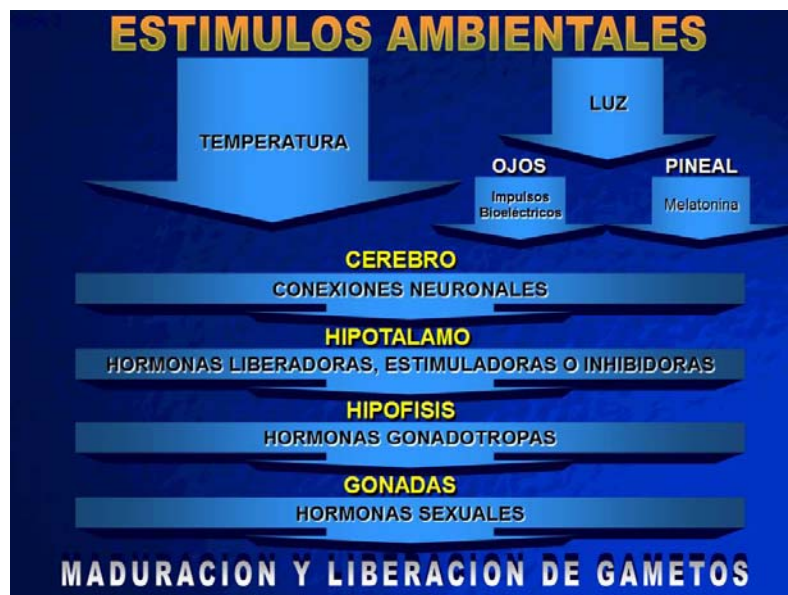 ESTIMULOS AMBIENTALES
LUZ
TEMPERATURA
OJOS
PINEAL
Impulsos
Bioeléctricos
Melatonina
CEREBRO
CONEXIONES NEURONALES
HIPOTALAMO
HORMONAS LIBERADORAS, ESTIMULADORAS O INHIBIDORAS
HIPOFISIS
HORMONAS GONADOTROPAS
GONADAS
HORMONAS SEXUALES
MADURACION Y LIBERACION DE GAMETOS